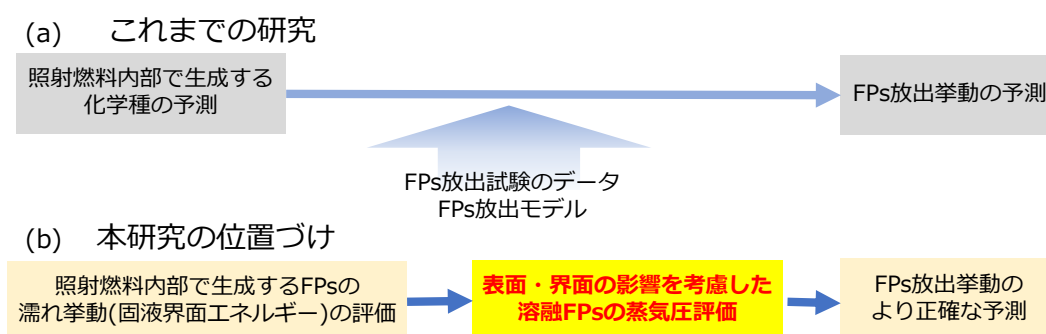 (a) これまでの研究
照射燃料内部で生成する
化学種の予測
FPs放出挙動の予測
FPs放出試験のデータ
FPs放出モデル
(b) 本研究の位置づけ
照射燃料内部で生成するFPsの
濡れ挙動(固液界面エネルギー)の評価
表面・界面の影響を考慮した
溶融FPsの蒸気圧評価
FPs放出挙動の
より正確な予測